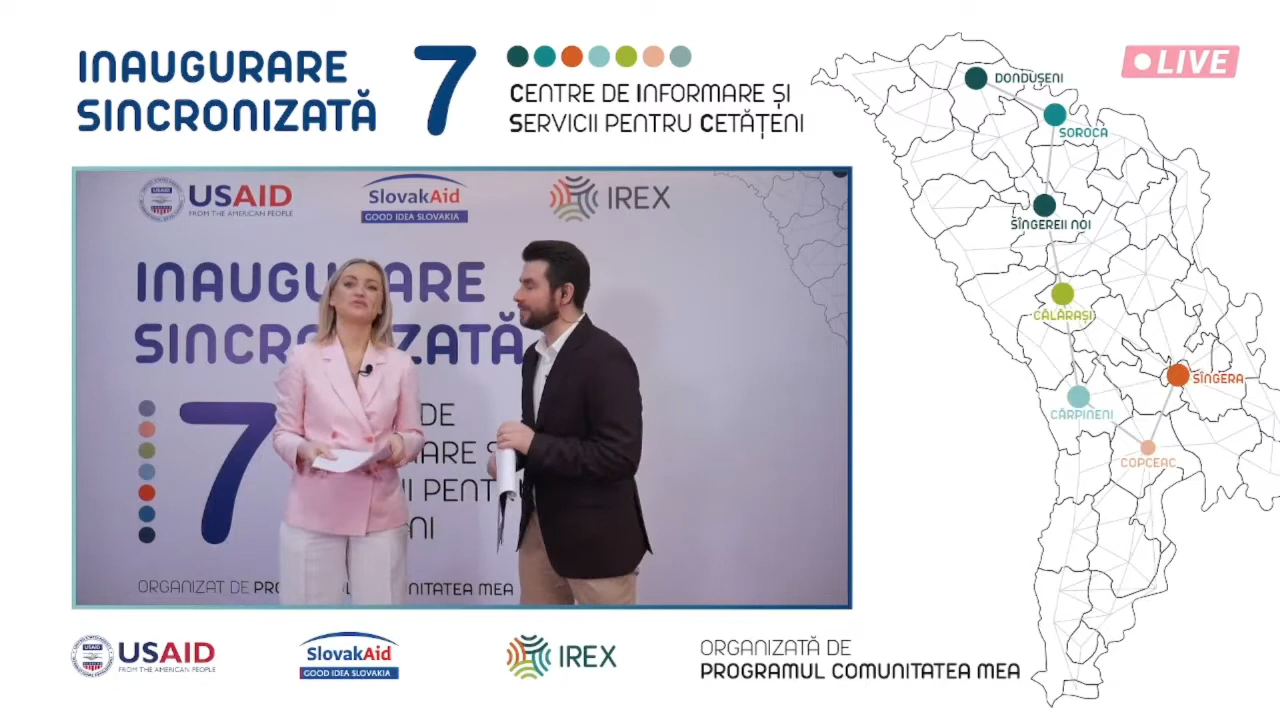 INAUGURARE
SINCRONIZATĂ
7
CENTRE DE INFORMARE ȘI
SERVICII PENTRU CETĂȚENI
LIVE
DONDUȘENI
SOROCA
SÎNGEREII NOI
CĂLĂRAȘI
SÎNGERA
CĂRPINENI
COPCEAC
USAID
FROM THE AMERICAN PEOPLE
SlovakAid
GOOD IDEA SLOVAKIA
IREX
INAUGU ARE
SINCR ZATĂ
7
DE
ARE
II PENT
ENI
ORGANIZAT DE PRO L NITATEA MEA
USAID
FROM THE AMERICAN PEOPLE
SlovakAid
GOOD IDEA SLOVAKIA
IREX
ORGANIZATĂ DE
PROGRAMUL COMUNITATEA MEA